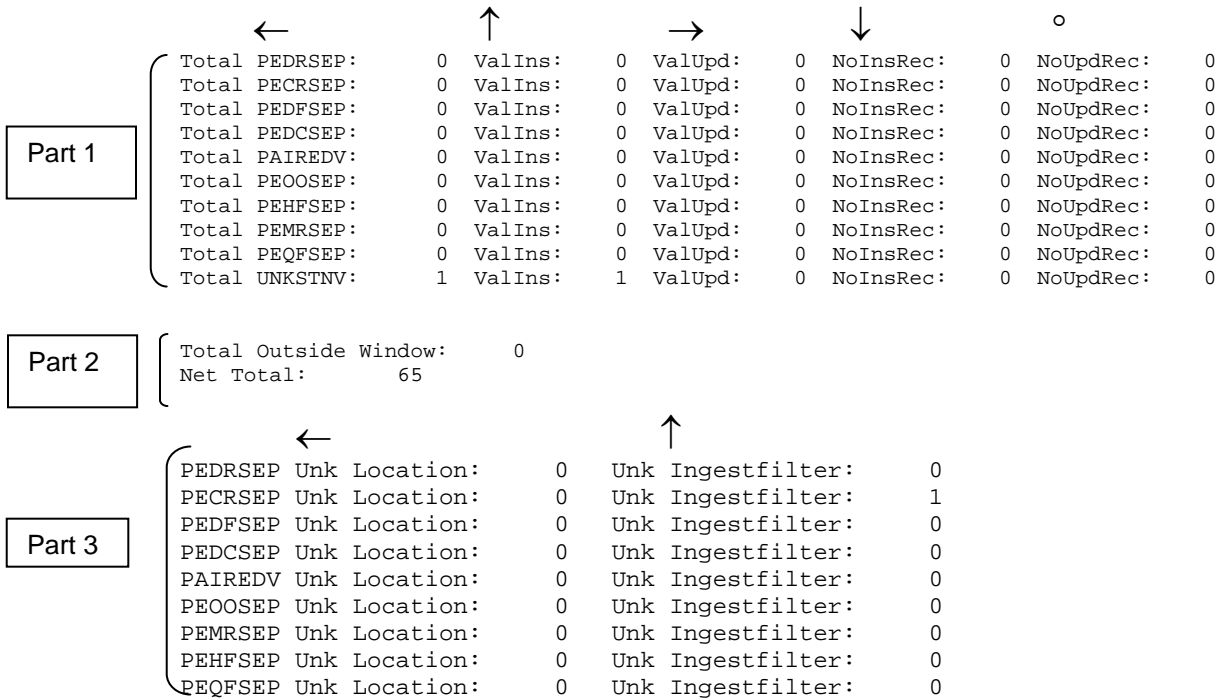 ← ↑ → ↓ °
Total PEDRSEP: 0 ValIns: 0 ValUpd: 0 NoInsRec: 0 NoUpdRec: 0
Total PECRSEP: 0 ValIns: 0 ValUpd: 0 NoInsRec: 0 NoUpdRec: 0
Total PEDFSEP: 0 ValIns: 0 ValUpd: 0 NoInsRec: 0 NoUpdRec: 0
Total PEDCSEP: 0 ValIns: 0 ValUpd: 0 NoInsRec: 0 NoUpdRec: 0
Part 1
Total PAIREDV: 0 ValIns: 0 ValUpd: 0 NoInsRec: 0 NoUpdRec: 0
Total PEOOSEP: 0 ValIns: 0 ValUpd: 0 NoInsRec: 0 NoUpdRec: 0
Total PEHFSEP: 0 ValIns: 0 ValUpd: 0 NoInsRec: 0 NoUpdRec: 0
Total PEMRSEP: 0 ValIns: 0 ValUpd: 0 NoInsRec: 0 NoUpdRec: 0
Total PEQFSEP: 0 ValIns: 0 ValUpd: 0 NoInsRec: 0 NoUpdRec: 0
Total UNKSTNV: 1 ValIns: 1 ValUpd: 0 NoInsRec: 0 NoUpdRec: 0
Part 2
Total Outside Window: 0
Net Total: 65
← ↑
PEDRSEP Unk Location: 0 Unk Ingestfilter: 0
PECRSEP Unk Location: 0 Unk Ingestfilter: 1
PEDFSEP Unk Location: 0 Unk Ingestfilter: 0
Part 3
PEDCSEP Unk Location: 0 Unk Ingestfilter: 0
PAIREDV Unk Location: 0 Unk Ingestfilter: 0
PEOOSEP Unk Location: 0 Unk Ingestfilter: 0
PEMRSEP Unk Location: 0 Unk Ingestfilter: 0
PEHFSEP Unk Location: 0 Unk Ingestfilter: 0
PEQFSEP Unk Location: 0 Unk Ingestfilter: 0